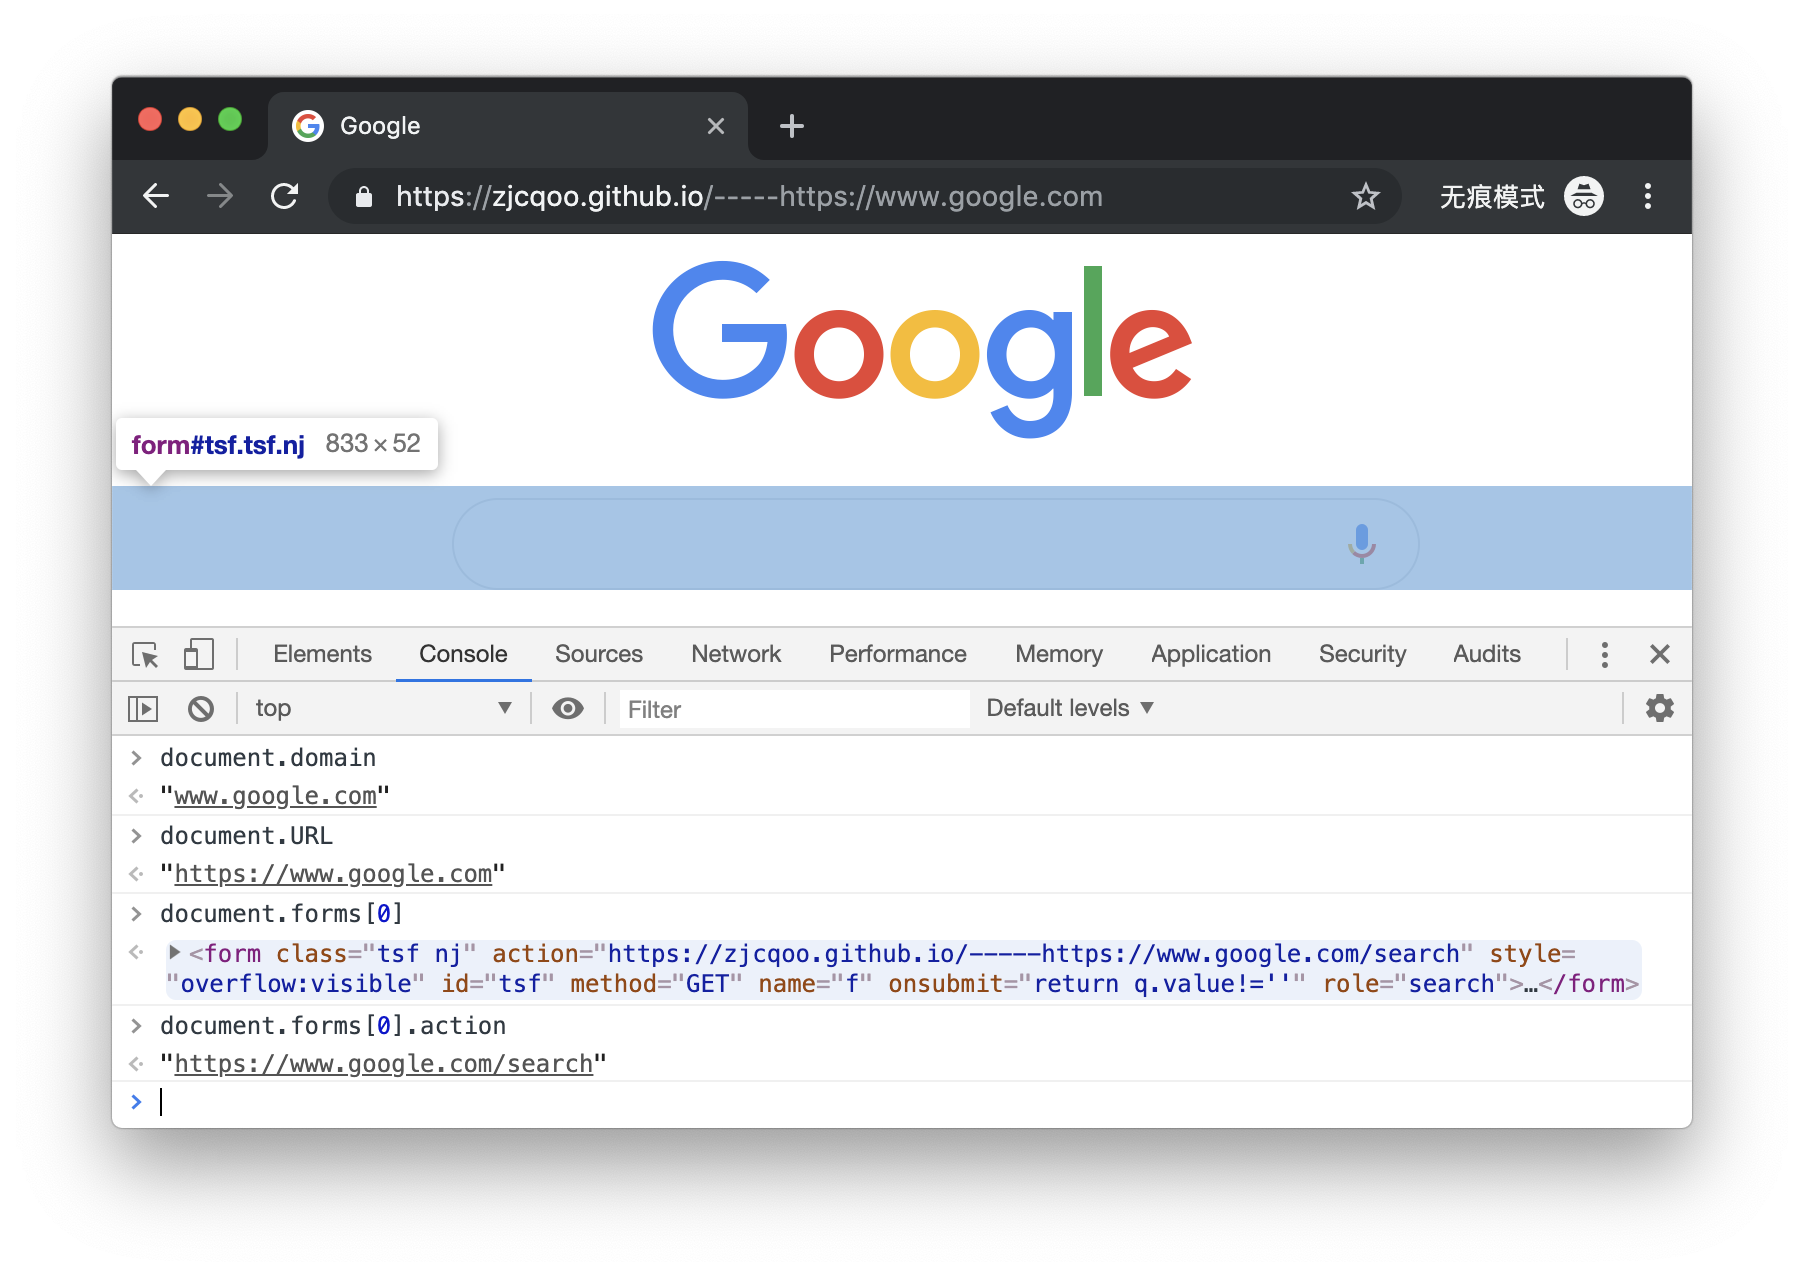 Google
https://zjcqoo.github.io/-----https://www.google.com
无痕模式
Google
form#tsf.tsf.nj 833 × 52
Elements Console Sources Network Performance Memory Application Security Audits
top Filter Default levels
document.domain
"www.google.com"
document.URL
"https://www.google.com"
document.forms[0]
<form class="tsf nj" action="https://zjcqoo.github.io/-----https://www.google.com/search" style=
"overflow:visible" id="tsf" method="GET" name="f" onsubmit="return q.value!=''" role="search">…</form>
document.forms[0].action
"https://www.google.com/search"